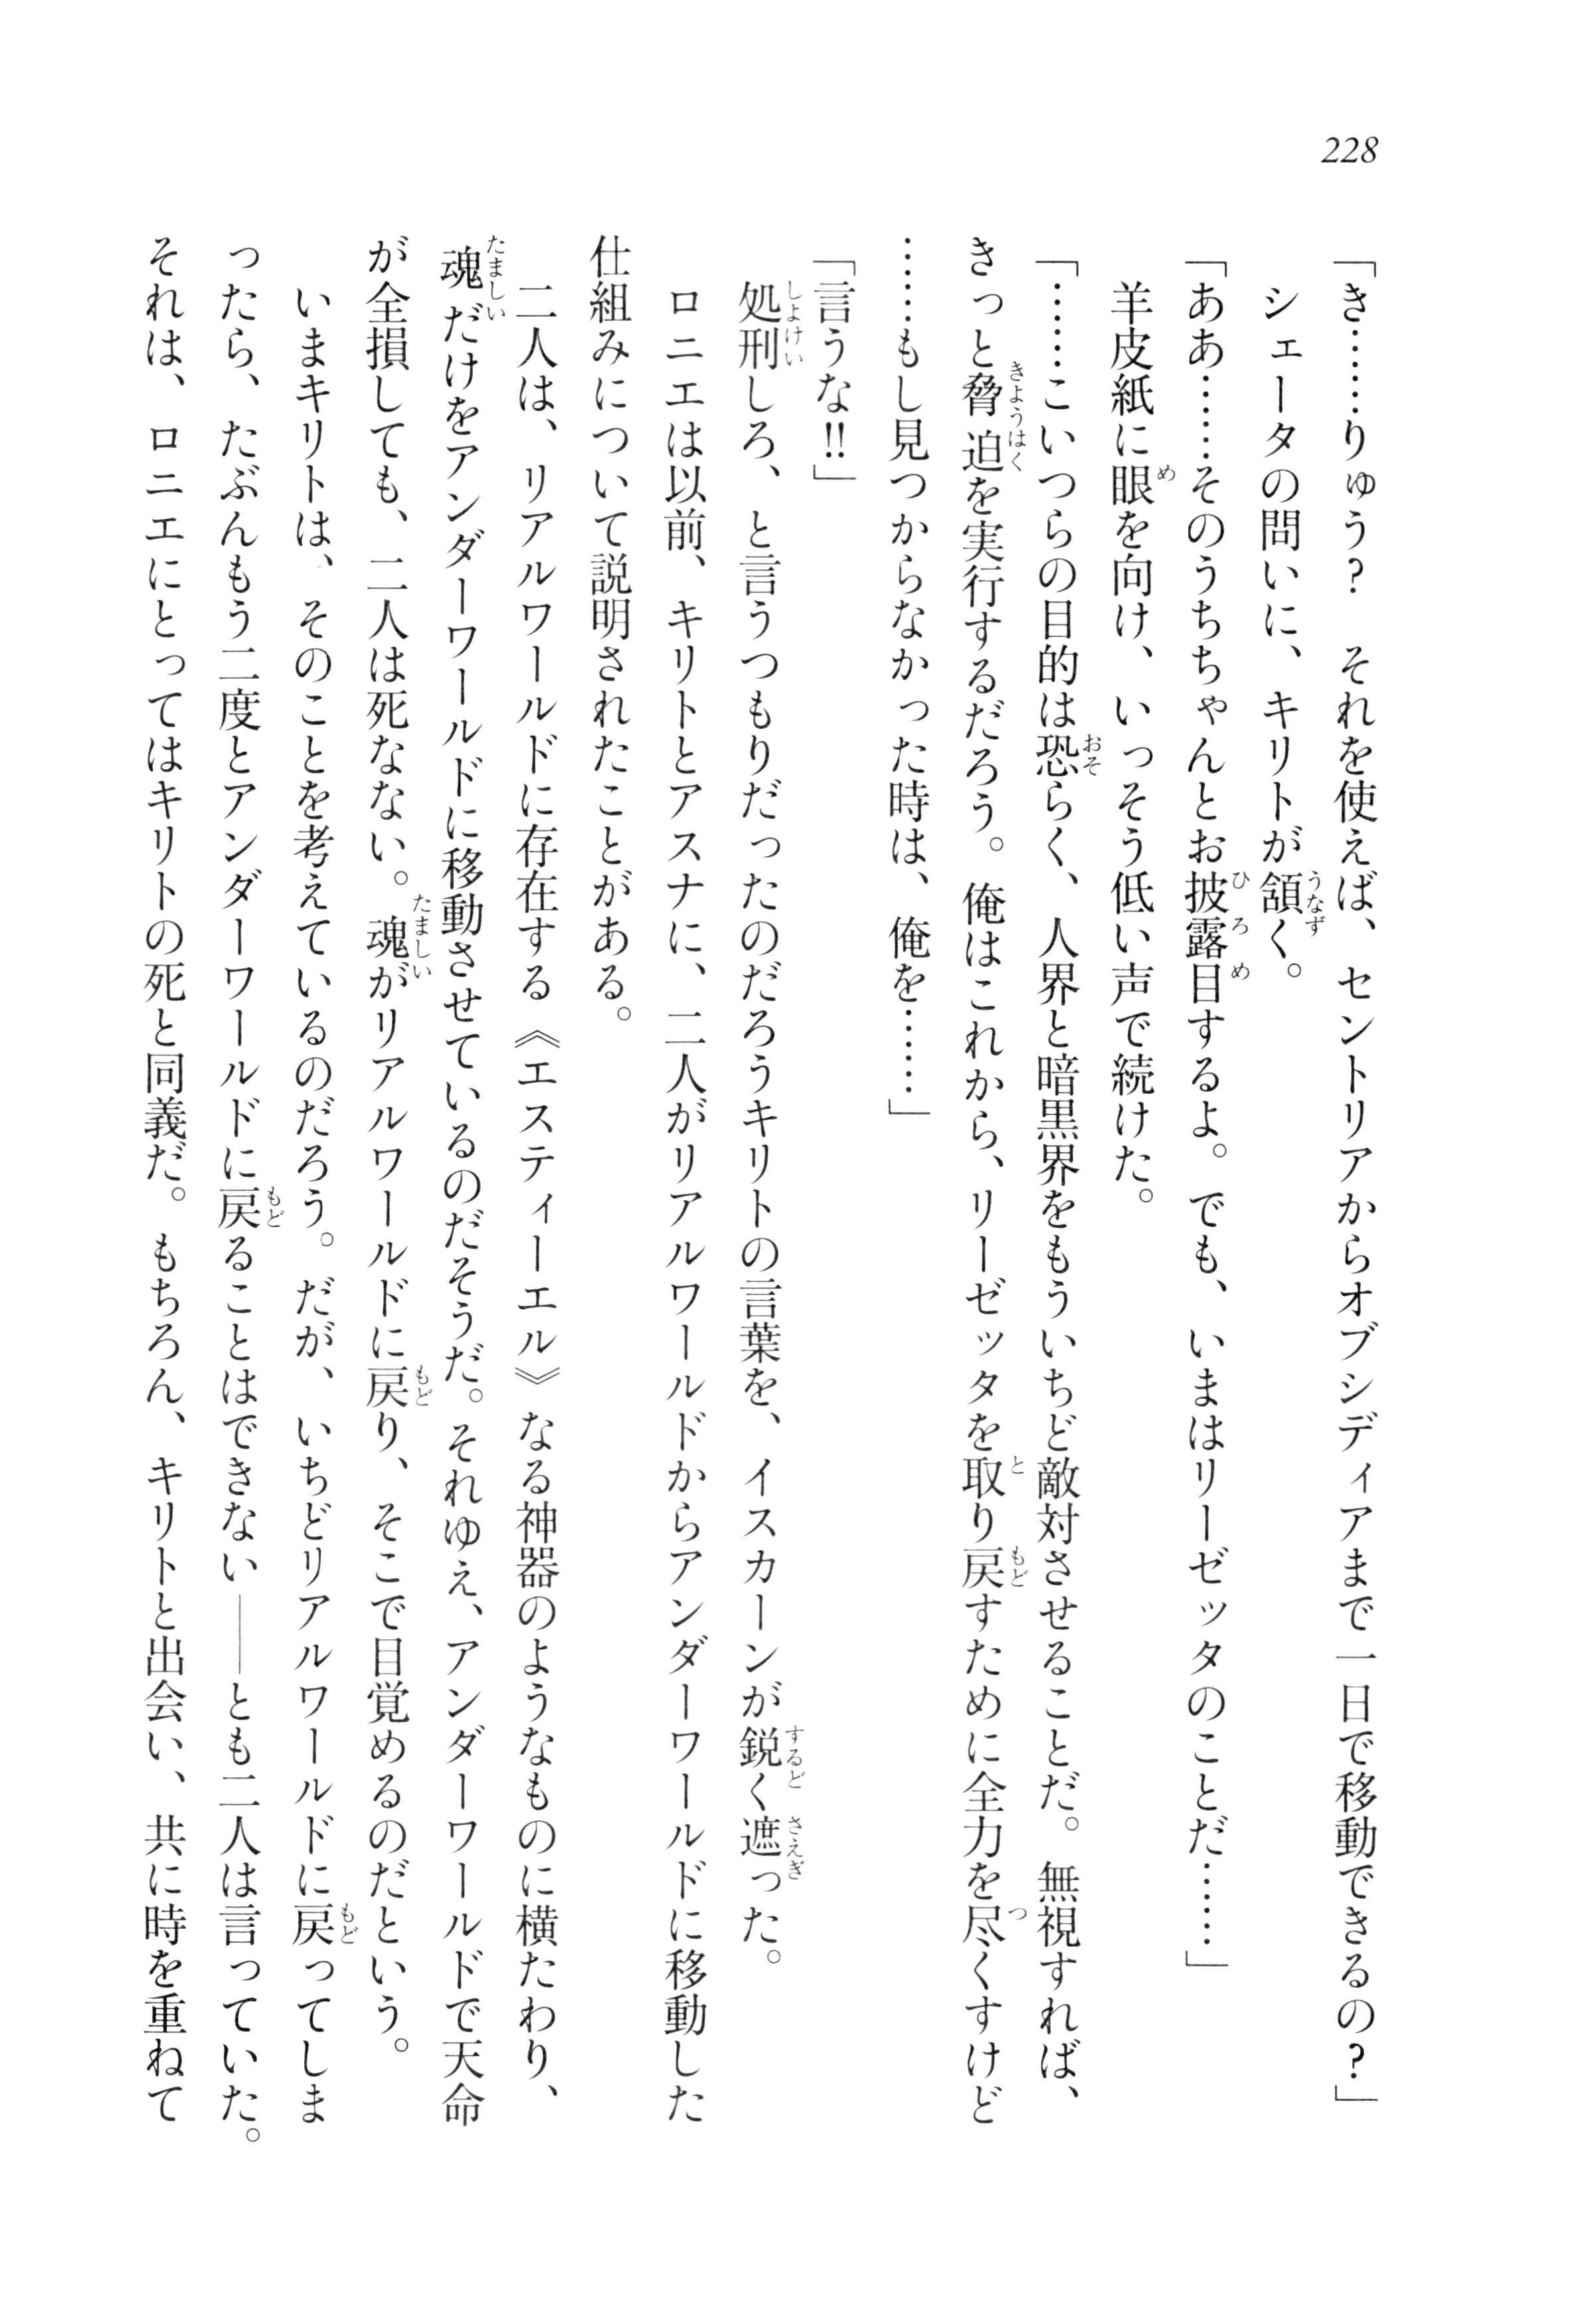 228
「き……りゅう？　それを使えば、セントリアからオブシディアまで一日で移動できるの？」
シェータの問いに、キリトが頷く。
「ああ……そのうちちゃんとお披露目するよ。でも、いまはリーゼッタのことだ……」
羊皮紙に眼を向け、いっそう低い声で続けた。
「……こいつらの目的は恐らく、人界と暗黒界をもういちど敵対させることだ。無視すれば、
きっと脅迫を実行するだろう。俺はこれから、リーゼッタを取り戻すために全力を尽くすけど
……もし見つからなかった時は、俺を……」
「言うな!!」
処刑しろ、と言うつもりだったのだろうキリトの言葉を、イスカーンが鋭く遮った。
ロニエは以前、キリトとアスナに、二人がリアルワールドからアンダーワールドに移動した
仕組みについて説明されたことがある。
二人は、リアルワールドに存在する《エスティーエル》なる神器のようなものに横たわり、
魂だけをアンダーワールドに移動させているのだそうだ。それゆえ、アンダーワールドで天命
が全損しても、二人は死なない。魂がリアルワールドに戻り、そこで目覚めるのだという。
いまキリトは、そのことを考えているのだろう。だが、いちどリアルワールドに戻ってしま
ったら、たぶんもう二度とアンダーワールドに戻ることはできない――とも二人は言っていた。
それは、ロニエにとってはキリトの死と同義だ。もちろん、キリトと出会い、共に時を重ねて